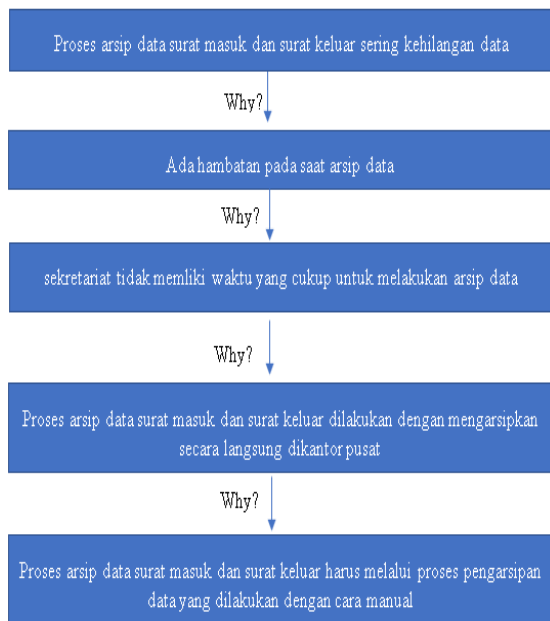 Proses arsip data surat masuk dan surat keluar sering kehilangan data
Why?
Ada hambatan pada saat arsip data
Why?
sekretariat tidak memliki waktu yang cukup untuk melakukan arsip data
Why?
Proses arsip data surat masuk dan surat keluar dilakukan dengan mengarsipkan
secara langsung dikantor pusat
Why?
Proses arsip data surat masuk dan surat keluar harus melalui proses pengarsipan
data yang dilakukan dengan cara manual